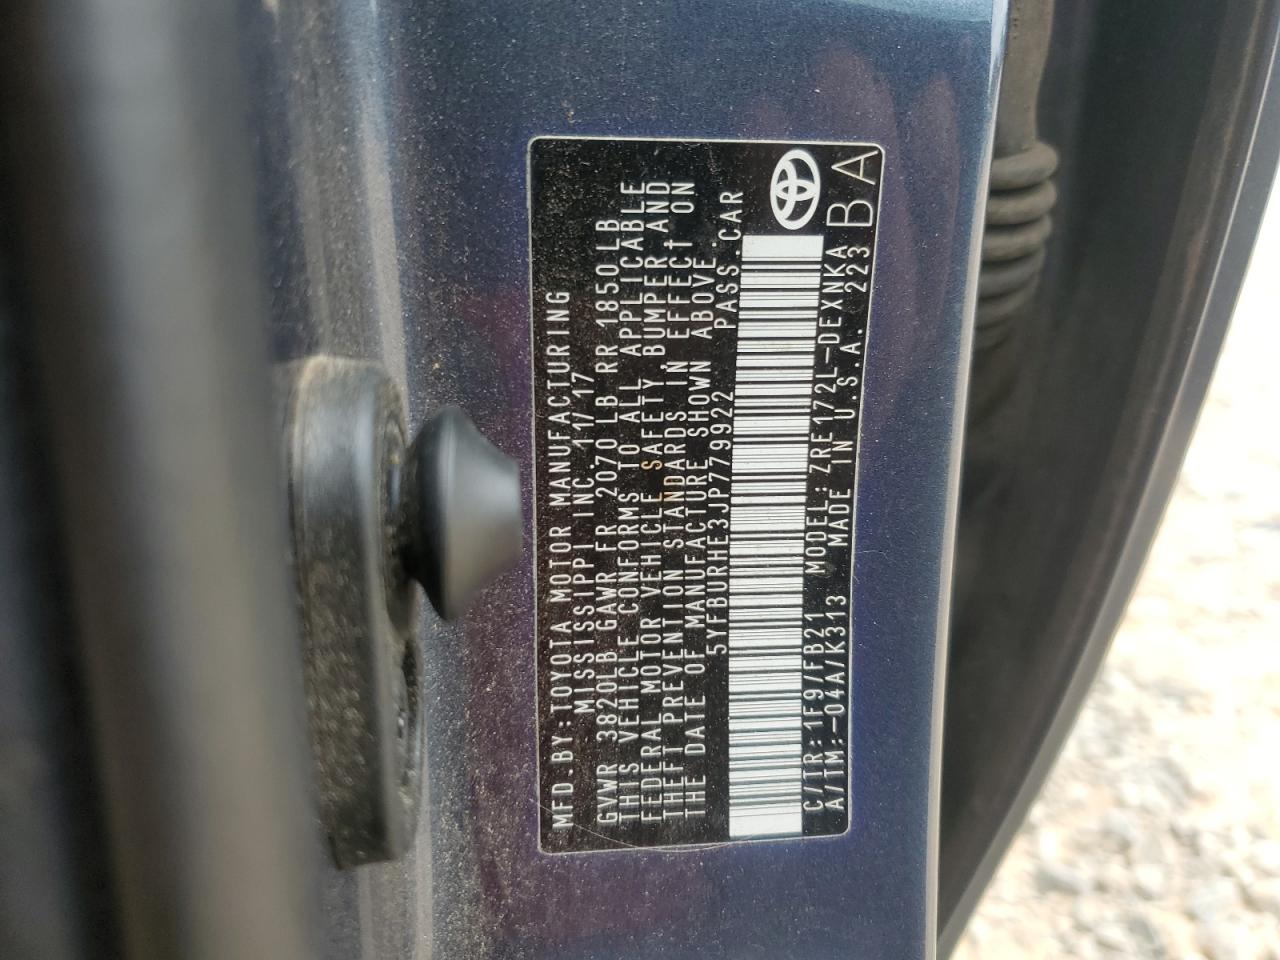 MFD. BY: TOYOTA MOTOR MANUFACTURING
MISSISSIPPI INC. 11/17
GVWR 3820LB GAWR FR 2070LB RR 1850LB
THIS VEHICLE CONFORMS TO ALL APPLICABLE
FEDERAL MOTOR VEHICLE SAFETY, BUMPER, AND
THEFT PREVENTION STANDARDS IN EFFECT ON
THE DATE OF MANUFACTURE SHOWN ABOVE.
5YFBURHE3JP779922 PASS. CAR
C/TR: 1F9/FB21 MODEL: ZRE172L-DEXNKA
A/TM: -04A/K313 MADE IN U.S.A. 223
BA